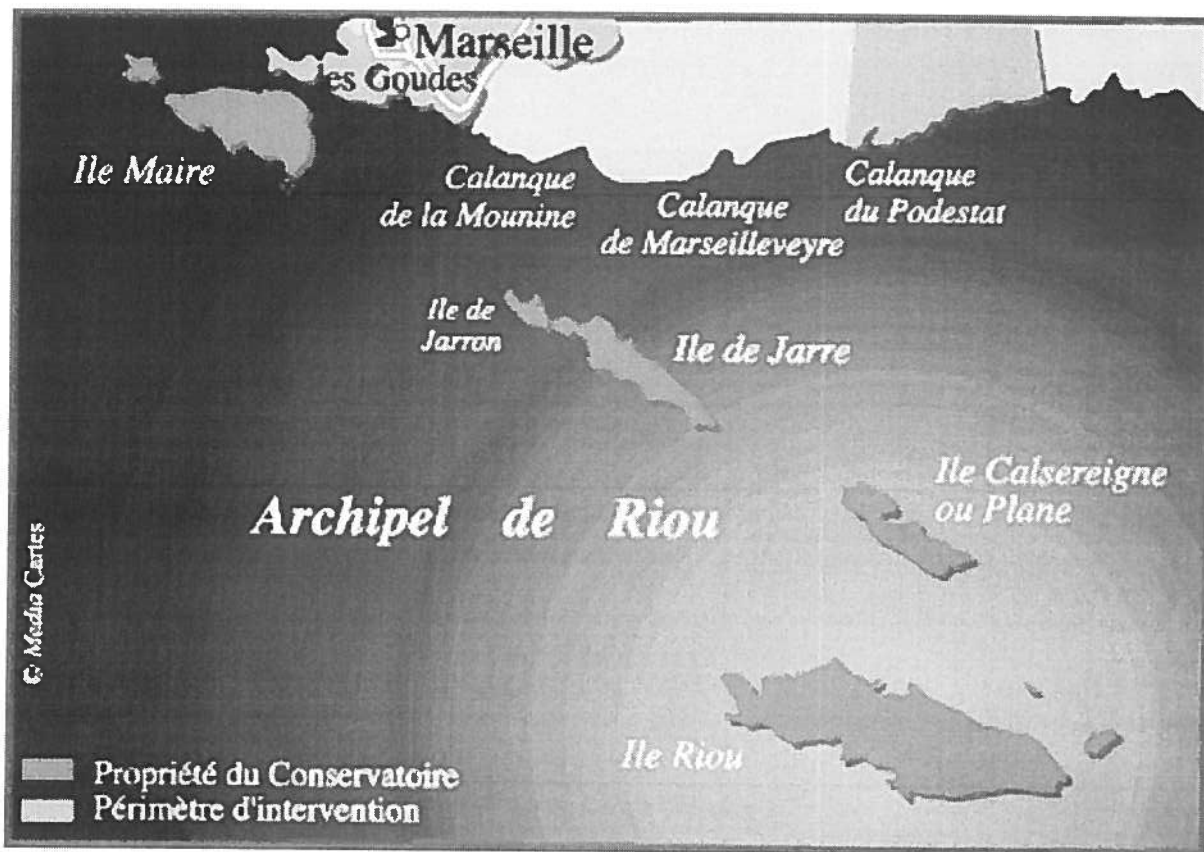 Marseille
les Goudes
Ile Maire
Calanque
de la Mounine
Calanque
de Marseilleveyre
Calanque
du Podestat
Ile de
Jarron
Ile de Jarre
Ile Calsereigne
ou Plane
Archipel de Riou
Ile Riou
© Media Cartes
Propriété du Conservatoire
Périmètre d'intervention